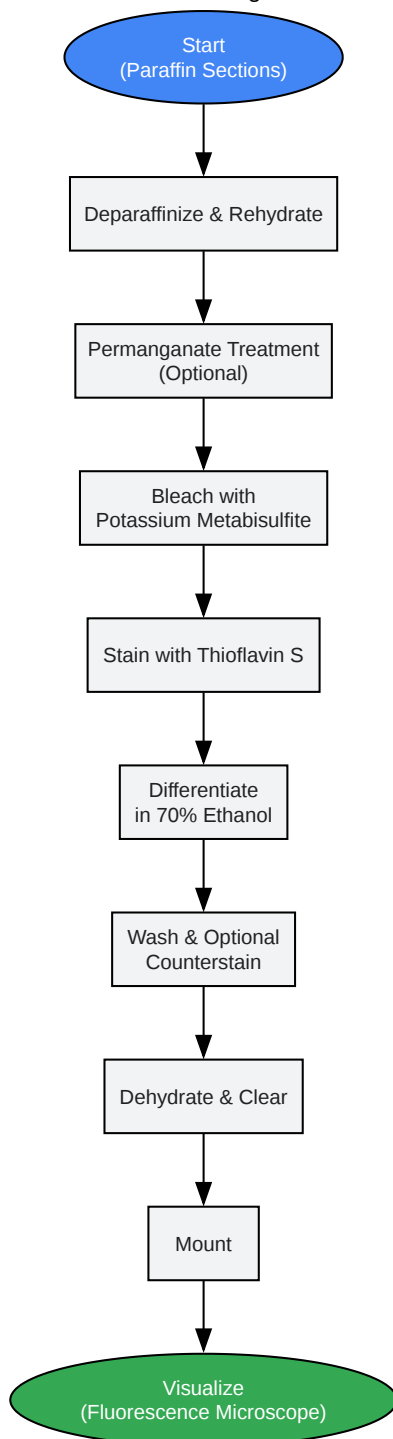 Start
(Paraffin Sections)
Deparaffinize & Rehydrate
Permanganate Treatment
(Optional)
Bleach with
Potassium Metabisulfite
Stain with Thioflavin S
Differentiate
in 70% Ethanol
Wash & Optional
Counterstain
Dehydrate & Clear
Mount
Visualize
(Fluorescence Microscope)